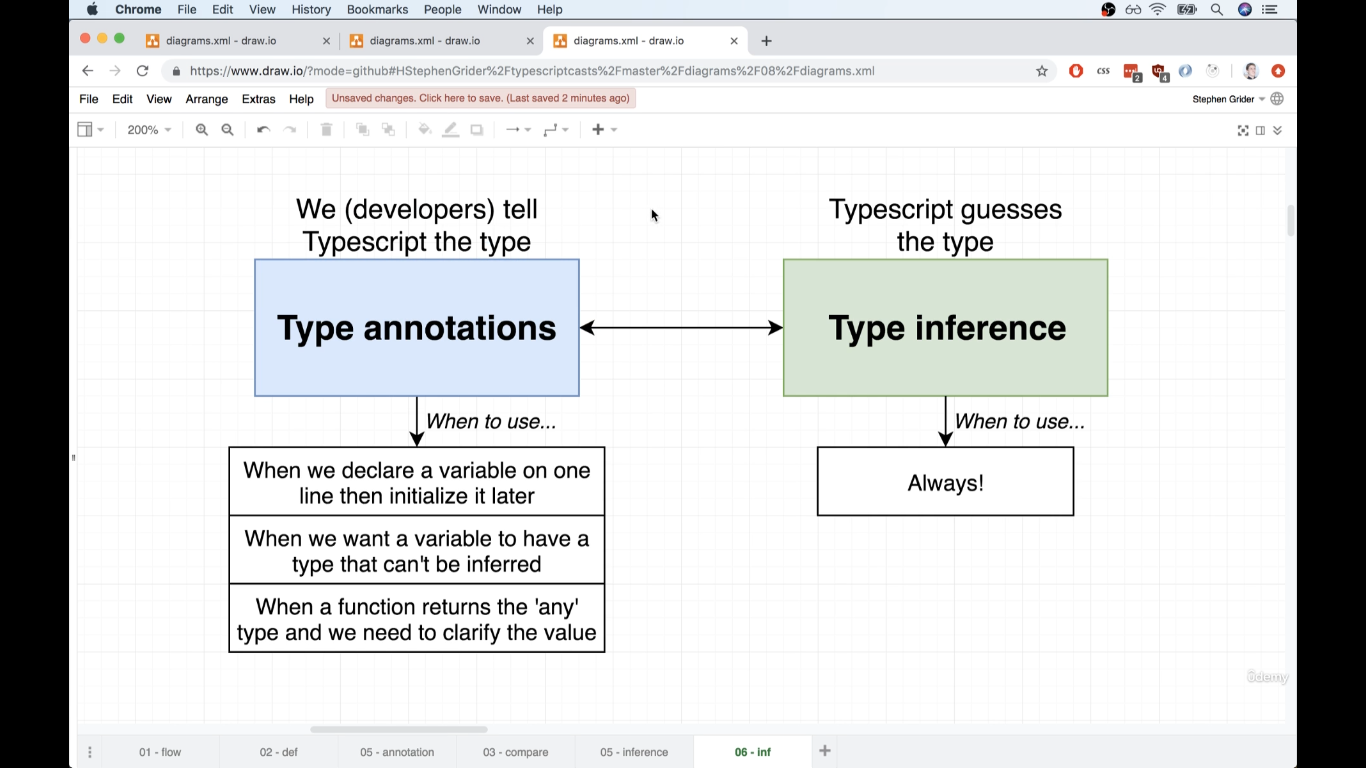 Chrome File Edit View History Bookmarks People Window Help
diagrams.xml - draw.io
diagrams.xml - draw.io
diagrams.xml - draw.io
https://www.draw.io/?mode=github#HStephenGrider%2Ftypescriptcasts%2Fmaster%2Fdiagrams%2F08%2Fdiagrams.xml
css
2
4
File Edit View Arrange Extras Help
Unsaved changes. Click here to save. (Last saved 2 minutes ago)
Stephen Grider
200%
We (developers) tell
Typescript the type
Type annotations
When to use...
When we declare a variable on one
line then initialize it later
When we want a variable to have a
type that can't be inferred
When a function returns the 'any'
type and we need to clarify the value
Typescript guesses
the type
Type inference
When to use...
Always!
ûdemy
01 - flow
02 - def
05 - annotation
03 - compare
05 - inference
06 - inf